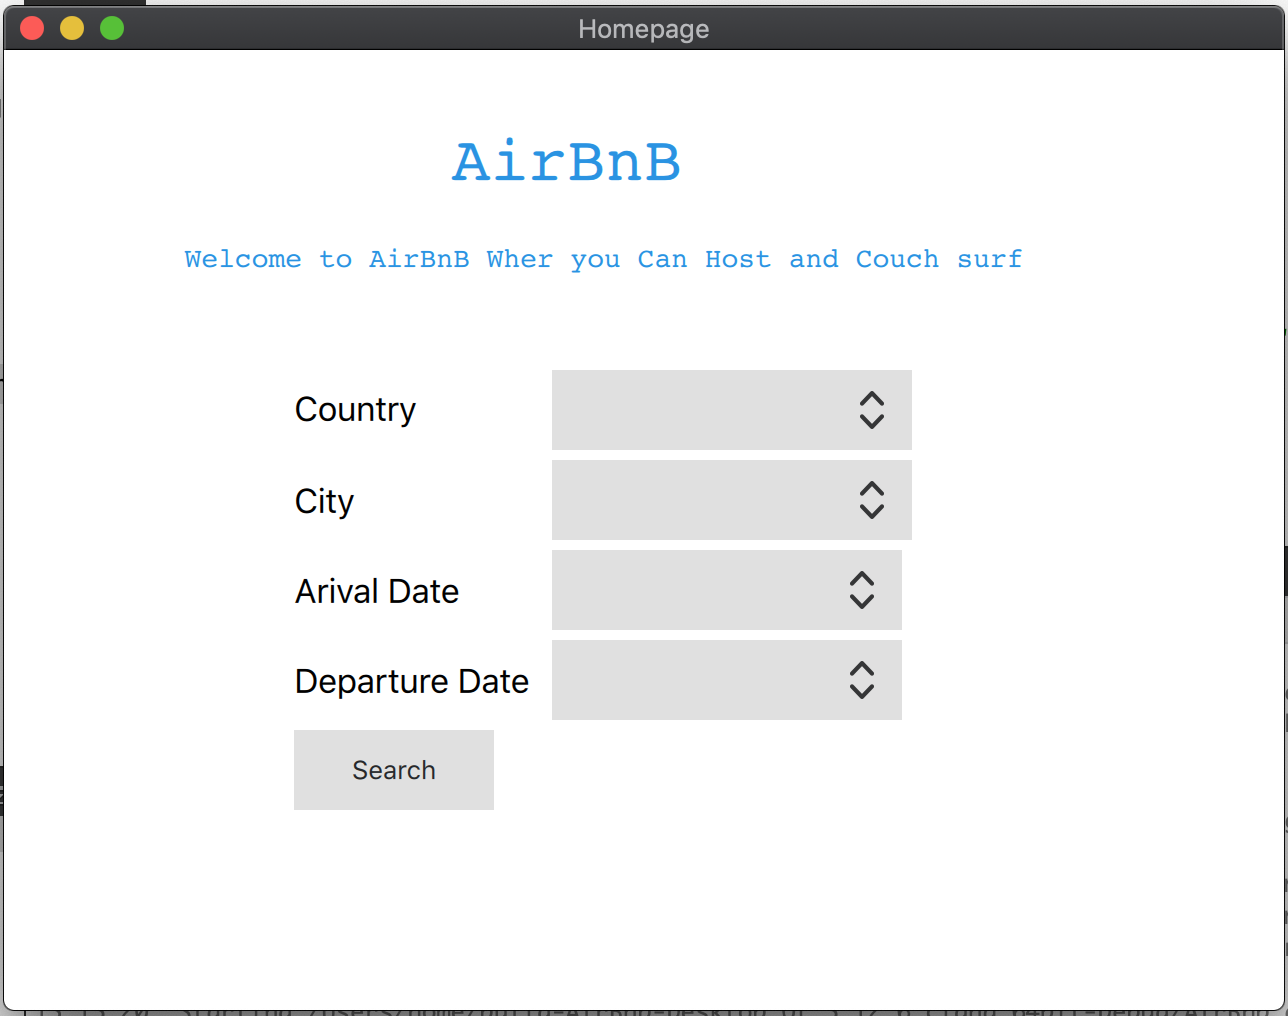 Homepage
AirBnB
Welcome to AirBnB Wher you Can Host and Couch surf
Country
City
Arival Date
Departure Date
Search